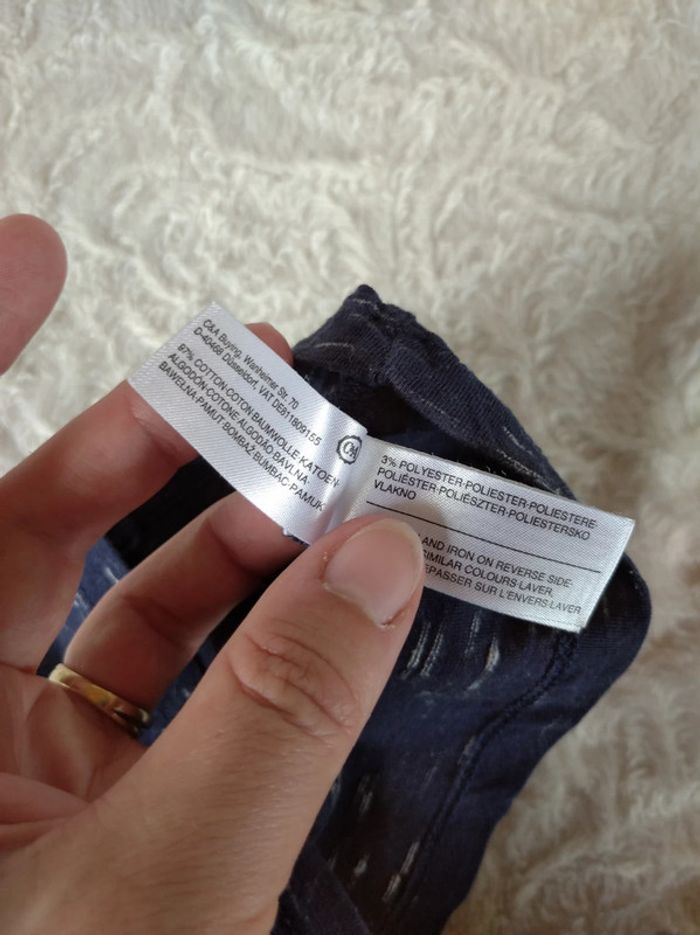 C&A Buying, Wanheimer Str. 70
D-40468 Düsseldorf, VAT DE811809155
97% COTTON·COTON·BAUMWOLLE·KATOEN·
ALGODÓN·COTONE·ALGODÃO·BAVLNA·
BAWEŁNA·PAMUT·BOMBAŽ·BUMBAC·PAMUK
C&A
3% POLYESTER·POLIESTER·POLIESTERE
POLIÉSTER·POLIÉSZTER·POLIESTERSKO
VLAKNO
AND IRON ON REVERSE SIDE·
SIMILAR COLOURS·LAVER,
EPASSER SUR L'ENVERS·LAVER